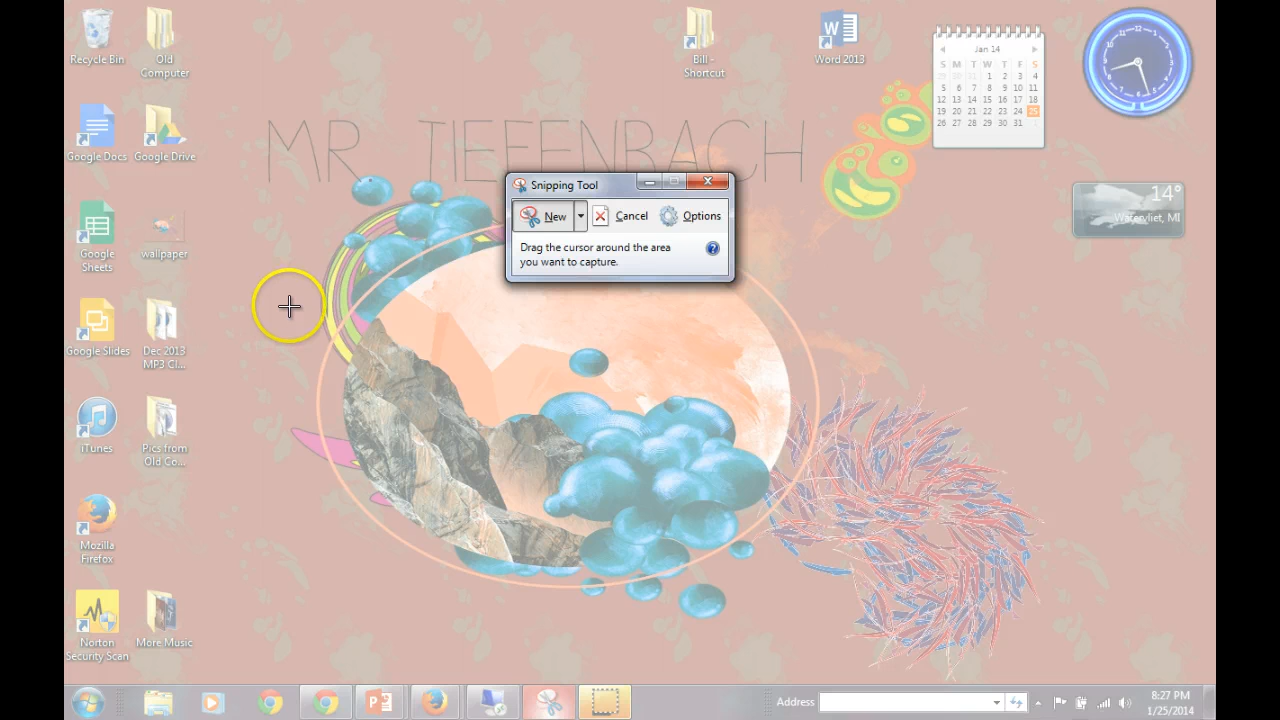 Recycle Bin
Old
Computer
Bill -
Shortcut
Word 2013
Jan 14
S M T W T F S
29 30 31 1 2 3 4
5 6 7 8 9 10 11
12 13 14 15 16 17 18
19 20 21 22 23 24 25
26 27 28 29 30 31 1
Google Docs
Google Drive
MR TIEFENBACH
Snipping Tool
New
Cancel
Options
Drag the cursor around the area
you want to capture.
14°
Watervliet, MI
Google
Sheets
wallpaper
Google Slides
Dec 2013
MP3 Cl...
iTunes
Pics from
Old Co...
Mozilla
Firefox
Norton
Security Scan
More Music
Address
8:27 PM
1/25/2014